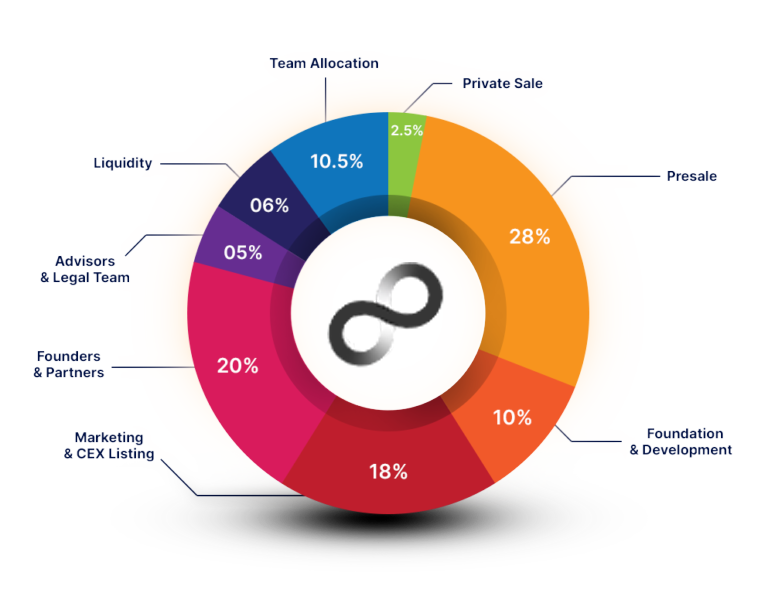 Team Allocation
Private Sale
2.5%
10.5%
Liquidity
Presale
06%
28%
05%
Advisors
& Legal Team
Founders
& Partners
20%
10%
Marketing
& CEX Listing
Foundation
& Development
18%